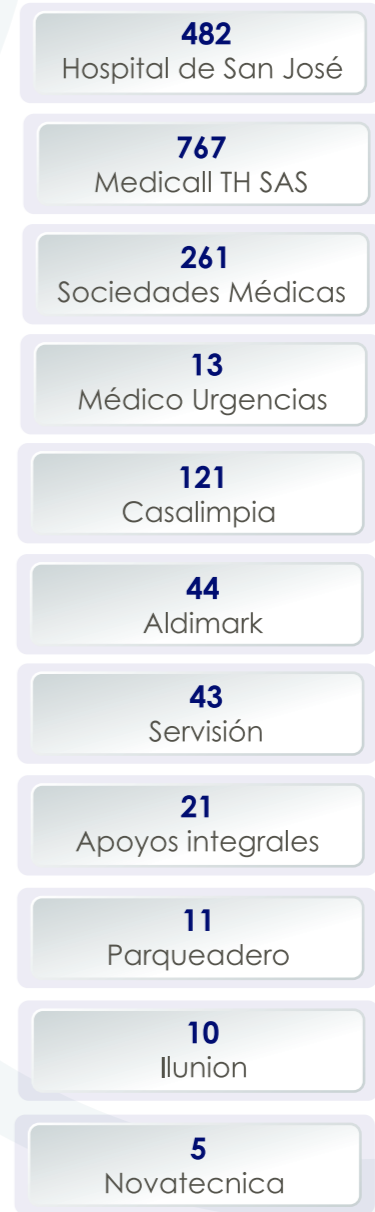 482
Hospital de San José
767
Medicall TH SAS
261
Sociedades Médicas
13
Médico Urgencias
121
Casalimpia
44
Aldimark
43
Servisión
21
Apoyos integrales
11
Parqueadero
10
Ilunion
5
Novatecnica